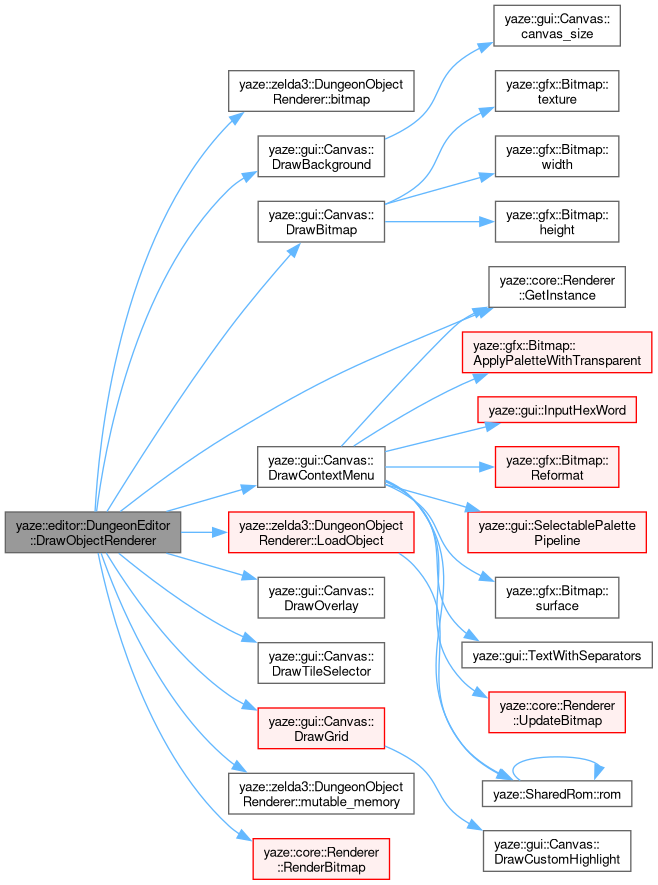 yaze::editor::DungeonEditor
::DrawObjectRenderer
yaze::zelda3::DungeonObject
Renderer::bitmap
yaze::gui::Canvas::
DrawBackground
yaze::gui::Canvas::
canvas_size
yaze::gui::Canvas::
DrawBitmap
yaze::gfx::Bitmap::
texture
yaze::gfx::Bitmap::
width
yaze::gfx::Bitmap::
height
yaze::core::Renderer
::GetInstance
yaze::gui::Canvas::
DrawContextMenu
yaze::gfx::Bitmap::
ApplyPaletteWithTransparent
yaze::gui::InputHexWord
yaze::gfx::Bitmap::
Reformat
yaze::gui::SelectablePalette
Pipeline
yaze::gfx::Bitmap::
surface
yaze::gui::TextWithSeparators
yaze::core::Renderer
::UpdateBitmap
yaze::SharedRom::rom
yaze::zelda3::DungeonObject
Renderer::LoadObject
yaze::gui::Canvas::
DrawOverlay
yaze::gui::Canvas::
DrawTileSelector
yaze::gui::Canvas::
DrawGrid
yaze::gui::Canvas::
DrawCustomHighlight
yaze::zelda3::DungeonObject
Renderer::mutable_memory
yaze::core::Renderer
::RenderBitmap